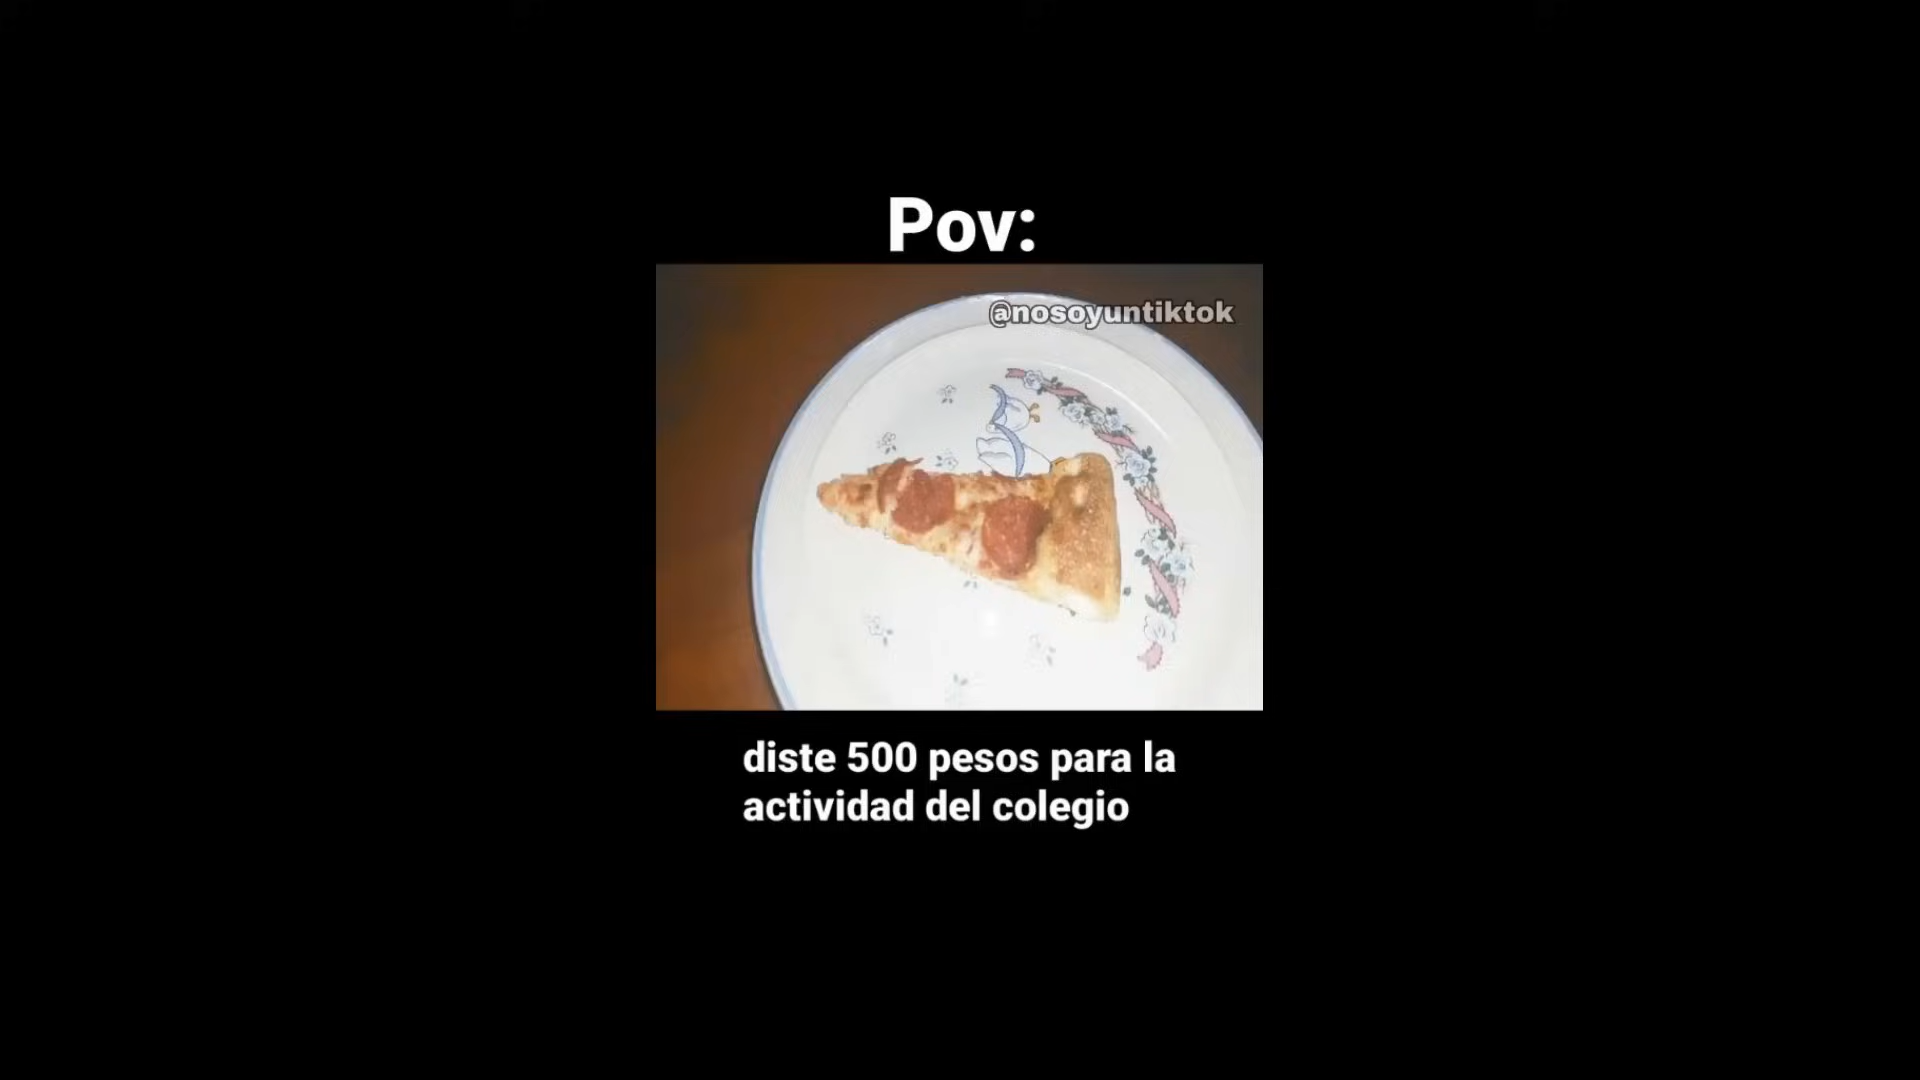 Pov:
@nosoyuntiktok
diste 500 pesos para la
actividad del colegio